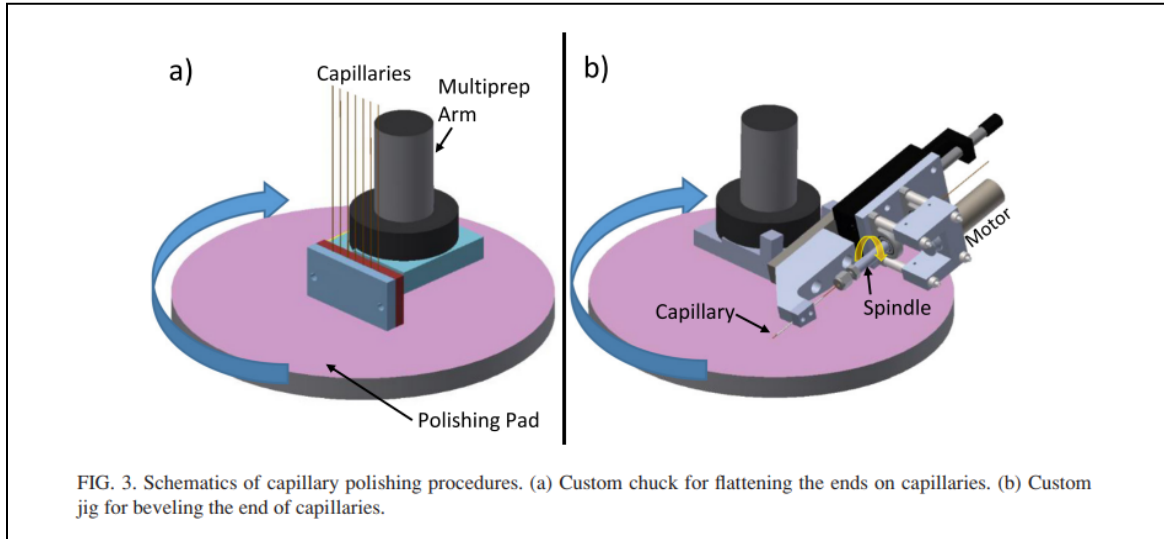 a)
Capillaries
Multiprep
Arm
Polishing Pad
b)
Motor
Spindle
Capillary
FIG. 3. Schematics of capillary polishing procedures. (a) Custom chuck for flattening the ends on capillaries. (b) Custom
jig for beveling the end of capillaries.